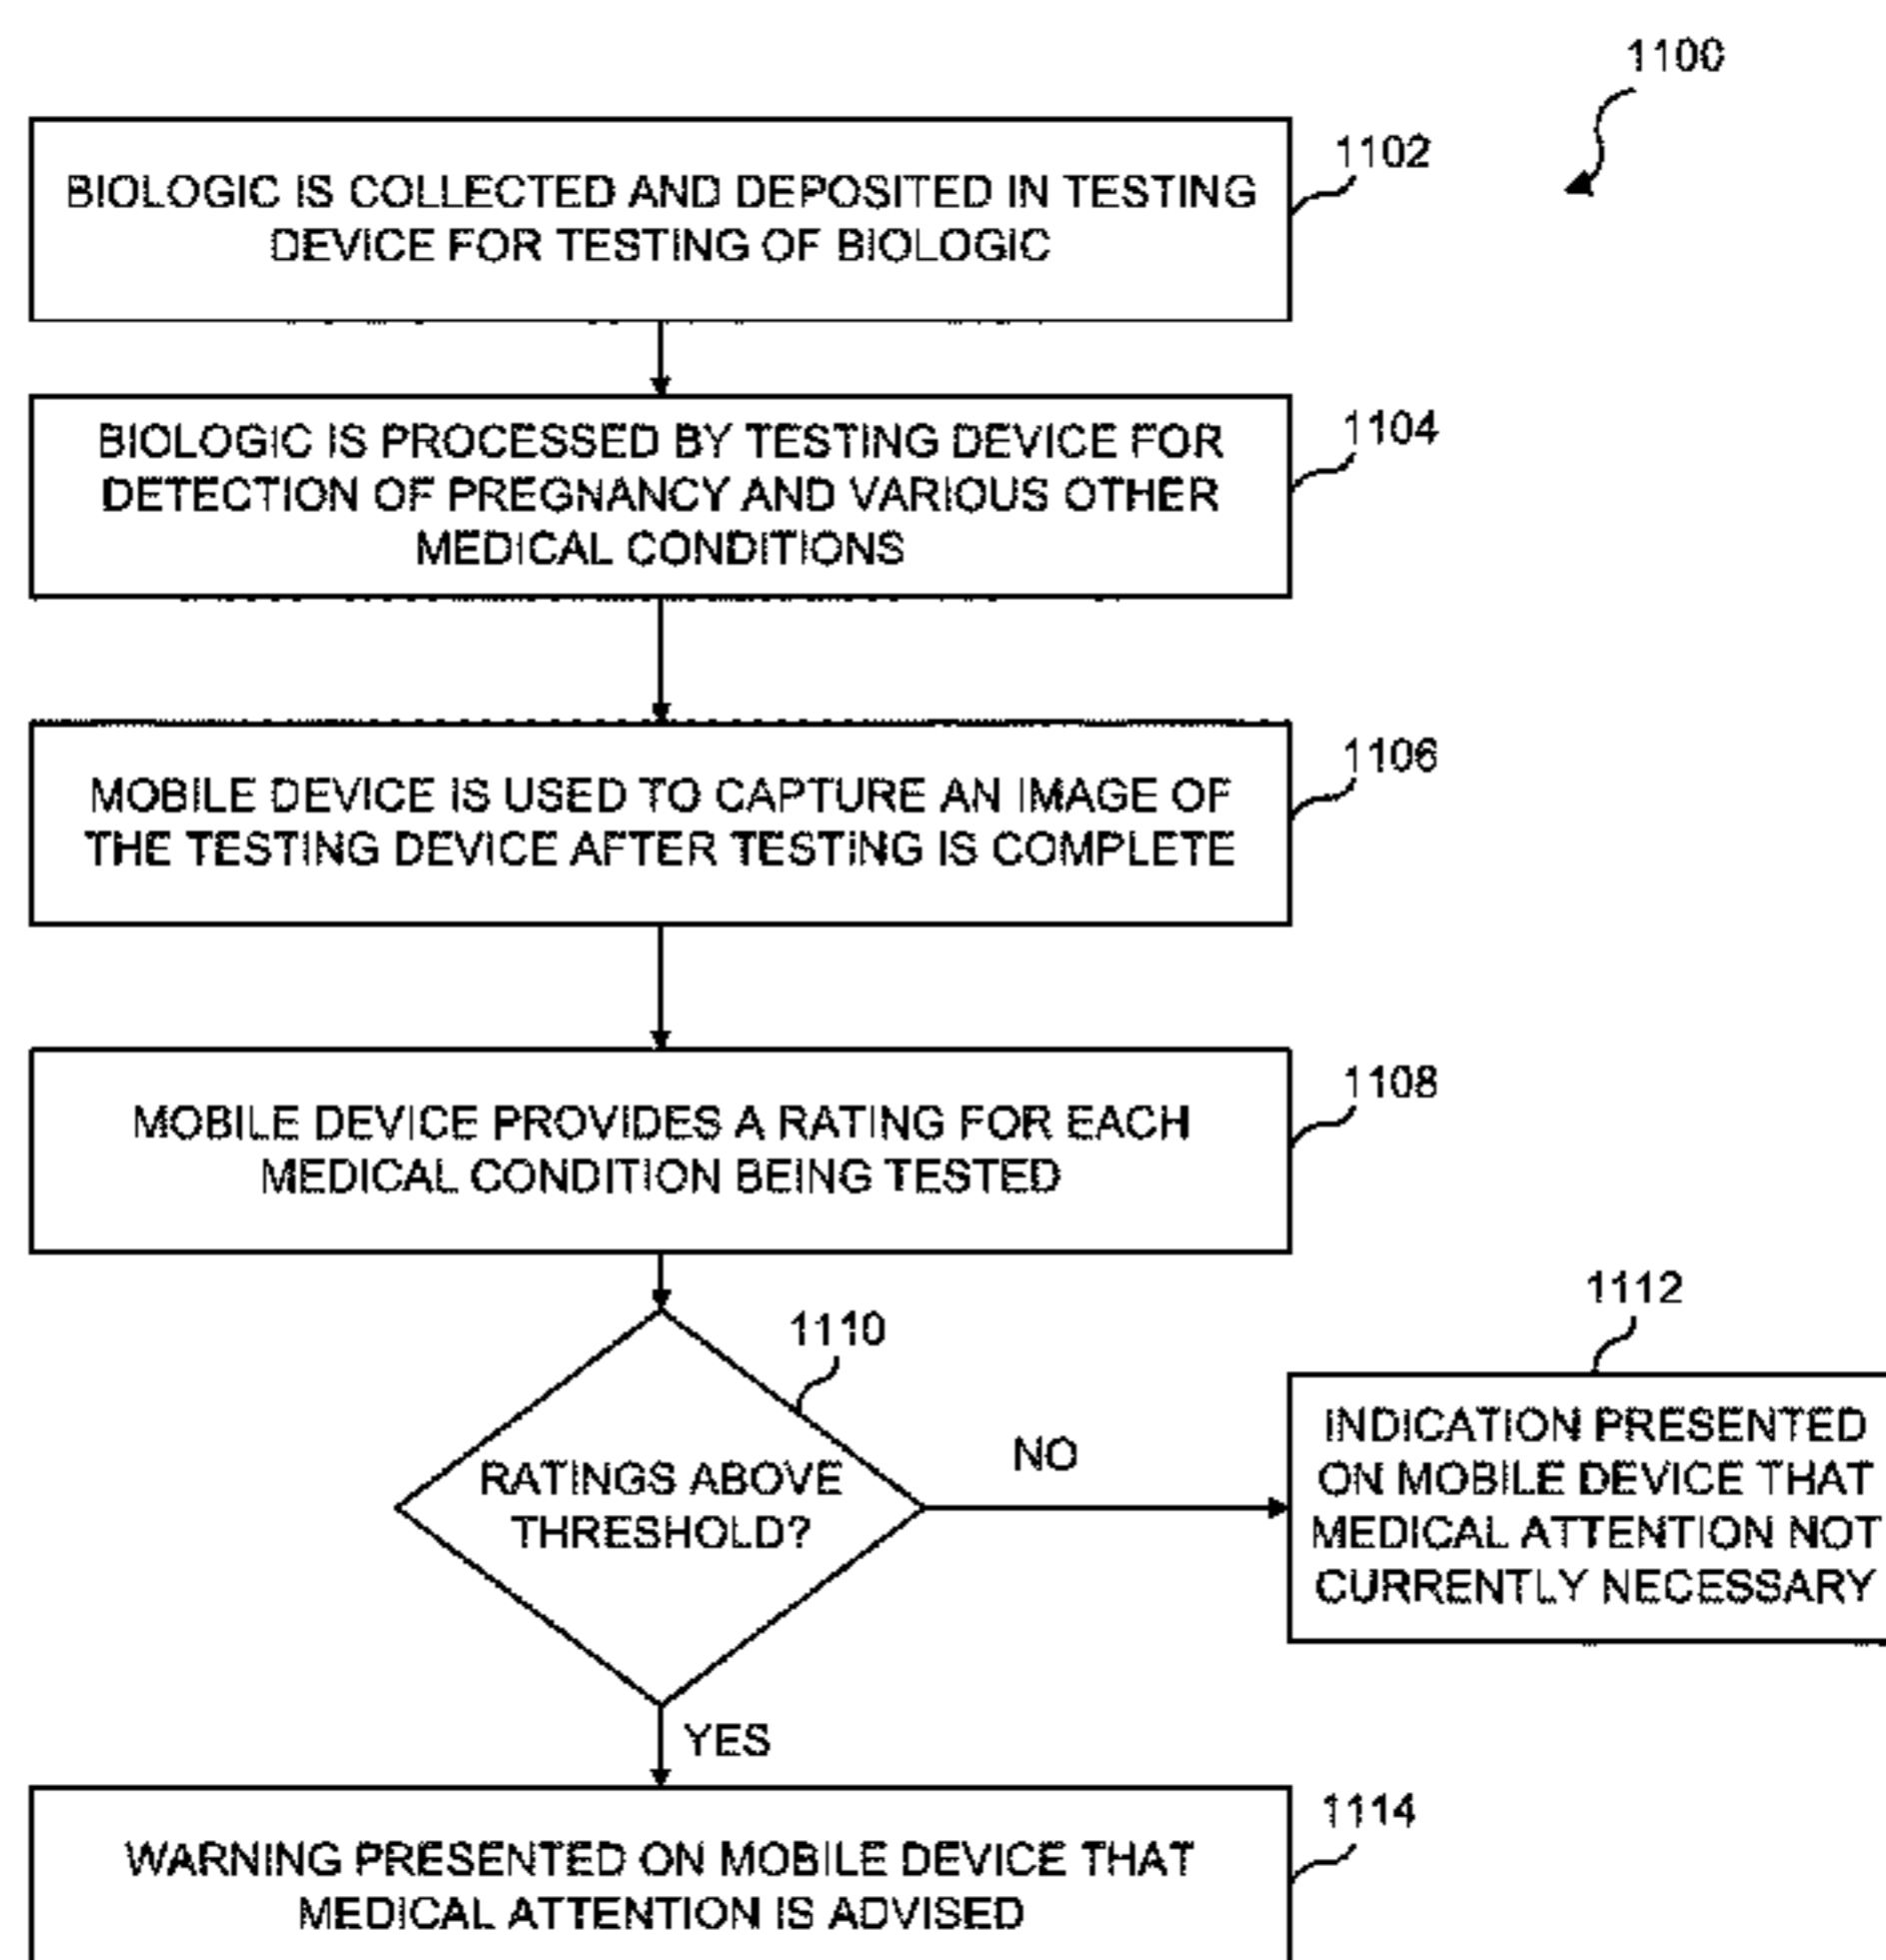 1100
1102
BIOLOGIC IS COLLECTED AND DEPOSITED IN TESTING
DEVICE FOR TESTING OF BIOLOGIC
1104
BIOLOGIC IS PROCESSED BY TESTING DEVICE FOR
DETECTION OF PREGNANCY AND VARIOUS OTHER
MEDICAL CONDITIONS
1106
MOBILE DEVICE IS USED TO CAPTURE AN IMAGE OF
THE TESTING DEVICE AFTER TESTING IS COMPLETE
1108
MOBILE DEVICE PROVIDES A RATING FOR EACH
MEDICAL CONDITION BEING TESTED
1110
RATINGS ABOVE
THRESHOLD?
NO
1112
INDICATION PRESENTED
ON MOBILE DEVICE THAT
MEDICAL ATTENTION NOT
CURRENTLY NECESSARY
YES
1114
WARNING PRESENTED ON MOBILE DEVICE THAT
MEDICAL ATTENTION IS ADVISED